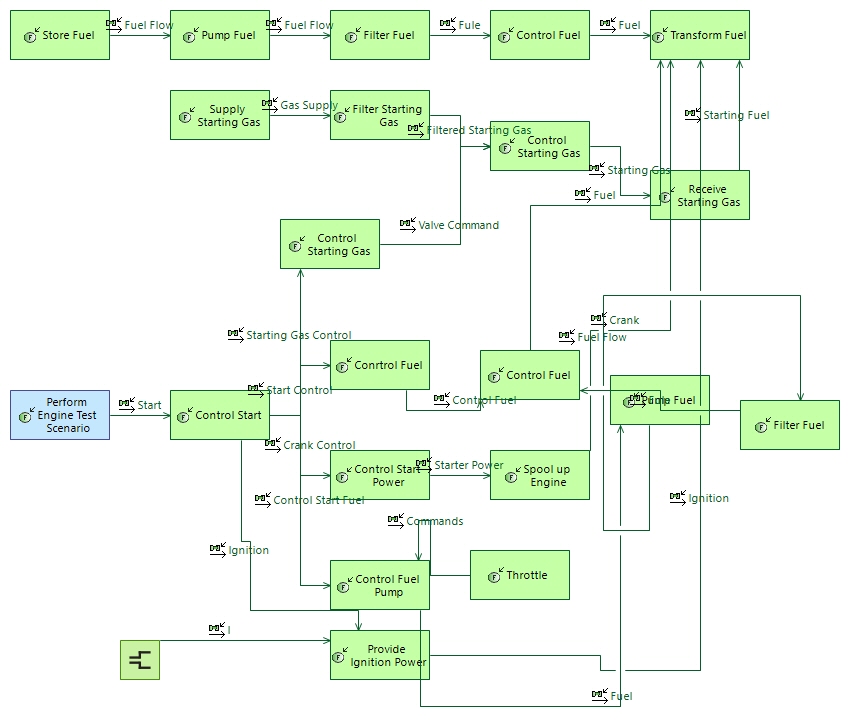 Fuel Flow
Fuel Flow
Fule
Fuel
Store Fuel
Pump Fuel
Filter Fuel
Control Fuel
Transform Fuel
Gas Supply
Supply
Starting Gas
Filter Starting
Gas
Starting Fuel
Filtered Starting Gas
Control
Starting Gas
Starting Gas
Fuel
Receive
Starting Gas
Valve Command
Control
Starting Gas
Crank
Starting Gas Control
Fuel Flow
Conrtrol Fuel
Control Fuel
Start Control
Control Fuel
Pump Fuel
Start
Perform
Engine Test
Scenario
Control Start
Filter Fuel
Crank Control
Starter Power
Control Start
Power
Spool up
Engine
Control Start Fuel
Ignition
Commands
Ignition
Control Fuel
Pump
Throttle
I
Provide
Ignition Power
Fuel